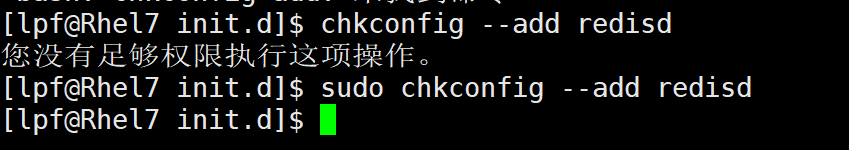 [lpf@Rhel7 init.d]$ chkconfig --add redisd
您没有足够权限执行这项操作。
[lpf@Rhel7 init.d]$ sudo chkconfig --add redisd
[lpf@Rhel7 init.d]$